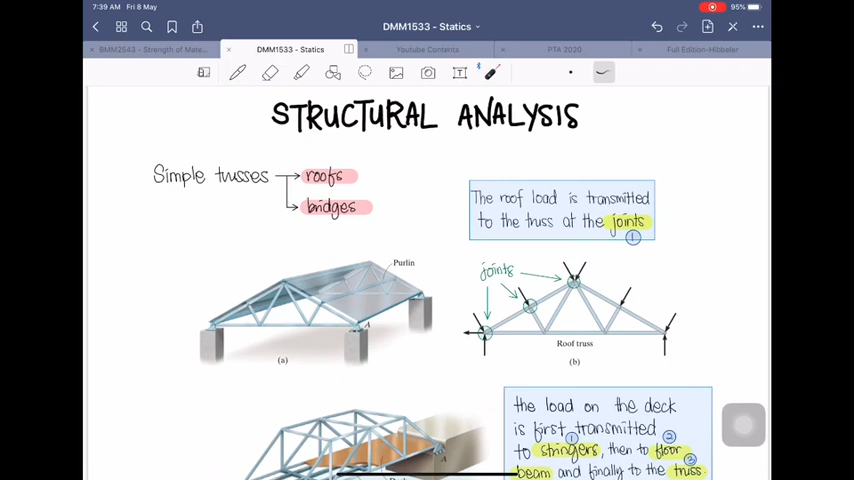 7:39 AM Fri 8 May
95%
DMM1533 - Statics
BMM2543 - Strength of Mate...
DMM1533 - Statics
Youtube Contents
PTA 2020
Full Edition-Hibbeler
STRUCTURAL ANALYSIS
Simple trusses
roofs
bridges
The roof load is transmitted
to the truss at the joints
1
Purlin
A
(a)
joints
Roof truss
(b)
the load on the deck
is first transmitted
1 2
to stringers, then to floor
3
beam and finally to the truss.
A